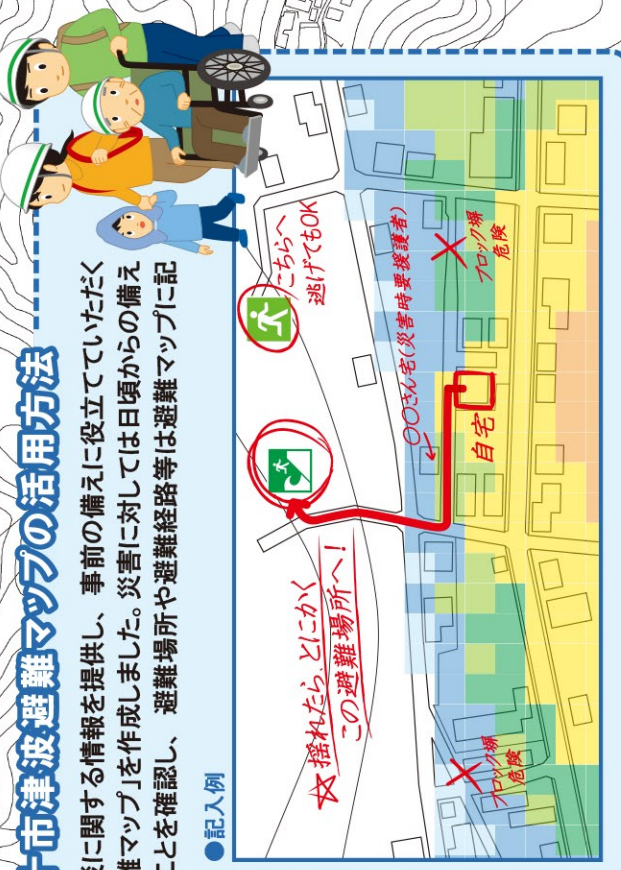 市津波避難マップの活用方法
に関する情報を提供し、事前の備えに役立てていただく
マップ」を作成しました。災害に対しては日頃からの備え
とを確認し、避難場所や避難経路等は避難マップに記
●記入例
☆揺れたら、とにかく
この避難場所へ!
こちらへ
逃げてもOK
〇〇さん宅(災害時要援護者)
自宅
ブロック塀
危険
ブロック塀
危険